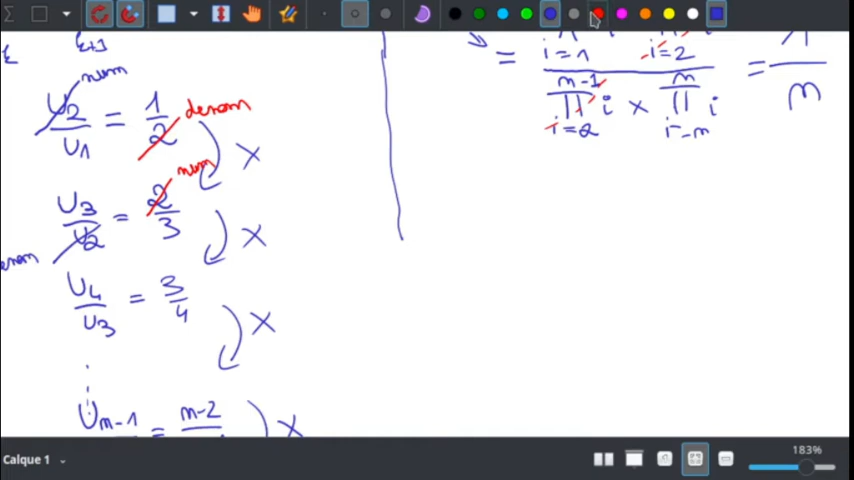 num
U2/U1 = 1/2 denom
X
num
U3/U2 = 2/3
X
U4/U3 = 3/4
X
Um-1 = m-2
X
i=1 i=2
= = 1/m
m-1 m
∏ i × ∏ i
i=2 i=m
Calque 1
183%